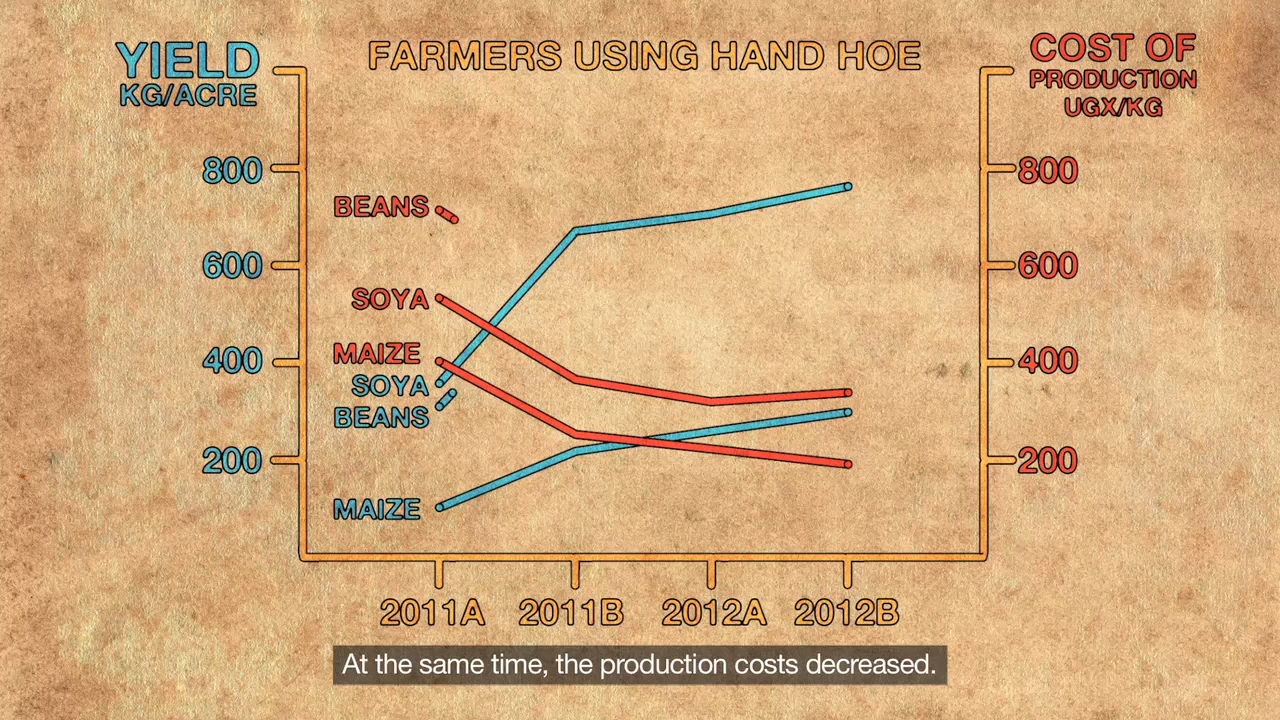 YIELD
KG/ACRE
FARMERS USING HAND HOE
COST OF
PRODUCTION
UGX/KG
800
800
BEANS
600
600
SOYA
MAIZE
400
400
SOYA
BEANS
200
200
MAIZE
2011A 2011B 2012A 2012B
At the same time, the production costs decreased.